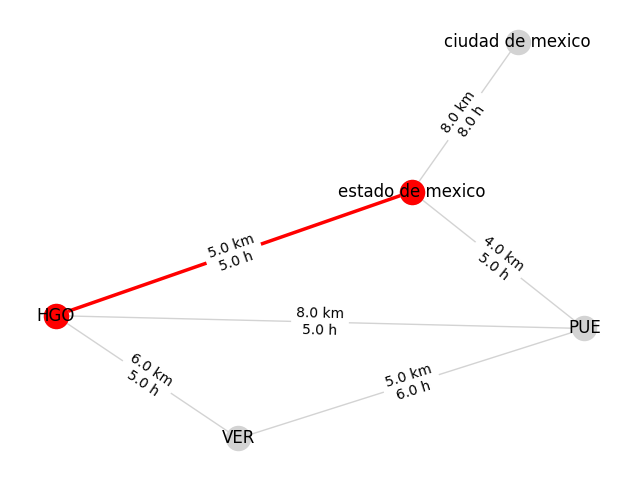 ciudad de mexico
8.0 km
8.0 h
estado de mexico
5.0 km
5.0 h
4.0 km
5.0 h
HGO
8.0 km
5.0 h
PUE
6.0 km
5.0 h
5.0 km
6.0 h
VER